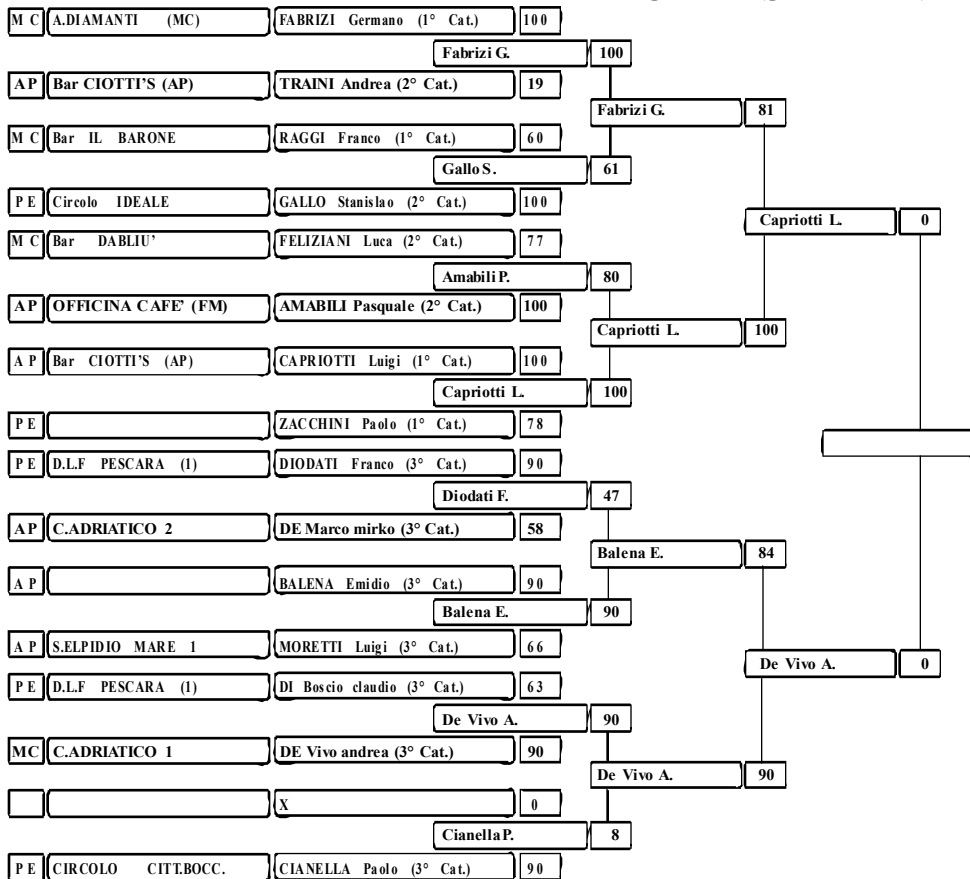 M C A.DIAMANTI (MC) FABRIZI Germano (1° Cat.) 100
Fabrizi G. 100
AP Bar CIOTTI'S (AP) TRAINI Andrea (2° Cat.) 19
Fabrizi G. 81
M C Bar IL BARONE RAGGI Franco (1° Cat.) 60
Gallo S. 61
P E Circolo IDEALE GALLO Stanislao (2° Cat.) 100
Capriotti L. 0
M C Bar DABLIU' FELIZIANI Luca (2° Cat.) 77
Amabili P. 80
AP OFFICINA CAFE' (FM) AMABILI Pasquale (2° Cat.) 100
Capriotti L. 100
A P Bar CIOTTI'S (AP) CAPRIOTTI Luigi (1° Cat.) 100
Capriotti L. 100
P E ZACCHINI Paolo (1° Cat.) 78
P E D.L.F PESCARA (1) DIODATI Franco (3° Cat.) 90
Diodati F. 47
AP C.ADRIATICO 2 DE Marco mirko (3° Cat.) 58
Balena E. 84
A P BALENA Emidio (3° Cat.) 90
Balena E. 90
A P S.ELPIDIO MARE 1 MORETTI Luigi (3° Cat.) 66
De Vivo A. 0
P E D.L.F PESCARA (1) DI Boscio claudio (3° Cat.) 63
De Vivo A. 90
MC C.ADRIATICO 1 DE Vivo andrea (3° Cat.) 90
De Vivo A. 90
X 0
Cianella P. 8
P E CIRCOLO CITT.BOCC. CIANELLA Paolo (3° Cat.) 90